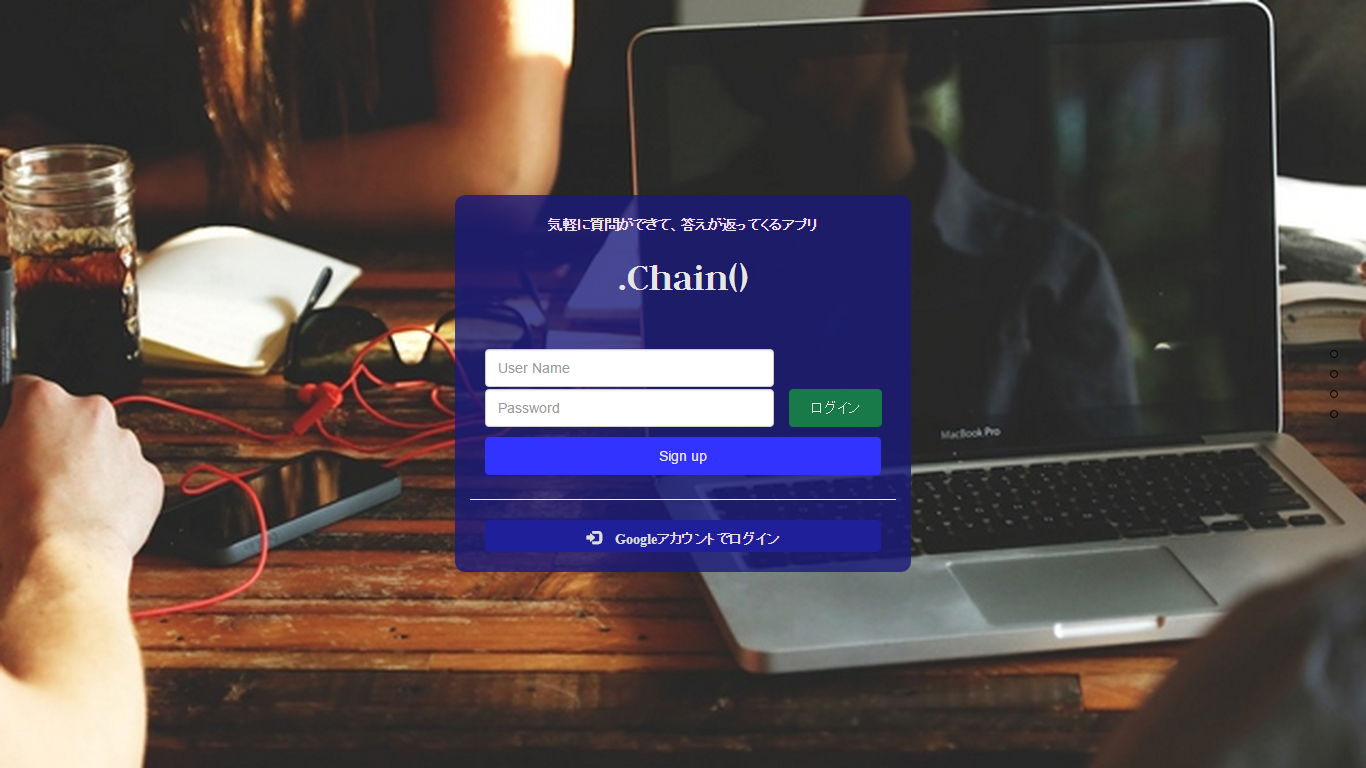 気軽に質問ができて、答えが返ってくるアプリ
.Chain()
User Name
Password
ログイン
Sign up
Googleアカウントでログイン
MacBook Pro